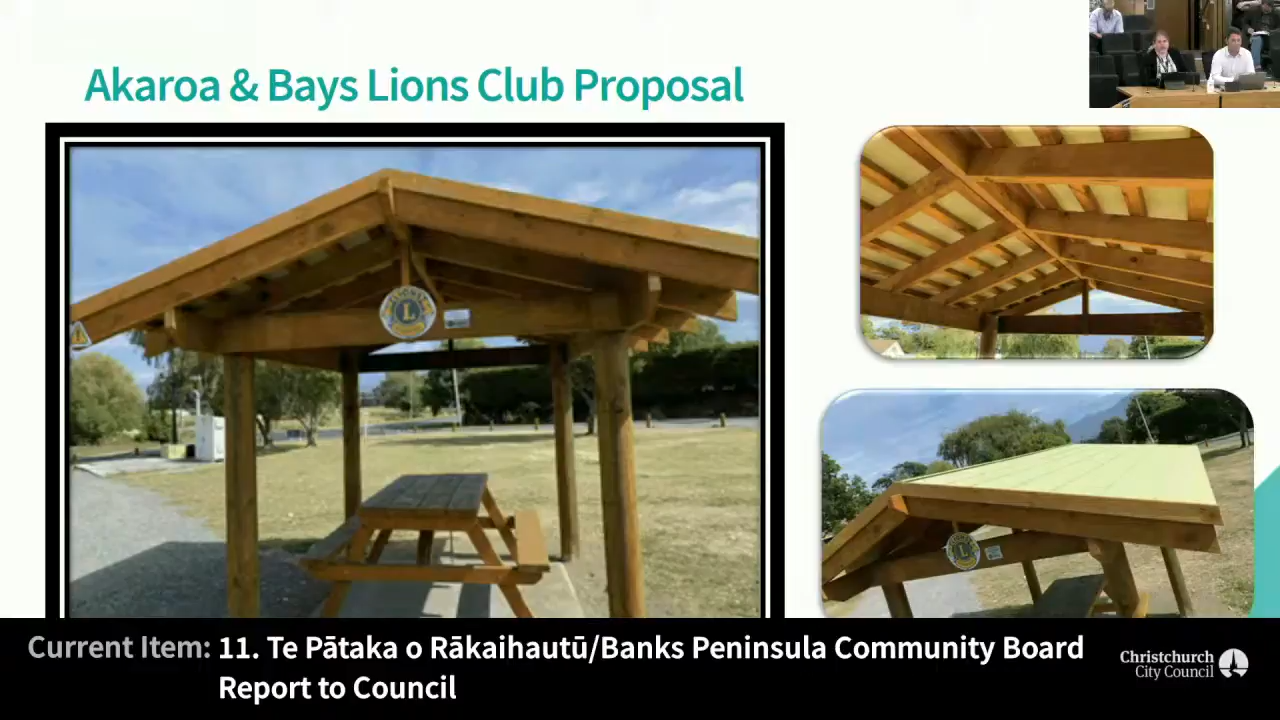 Akaroa & Bays Lions Club Proposal
L
L
Current Item: 11. Te Pātaka o Rākaihautū/Banks Peninsula Community Board
Report to Council
Christchurch
City Council